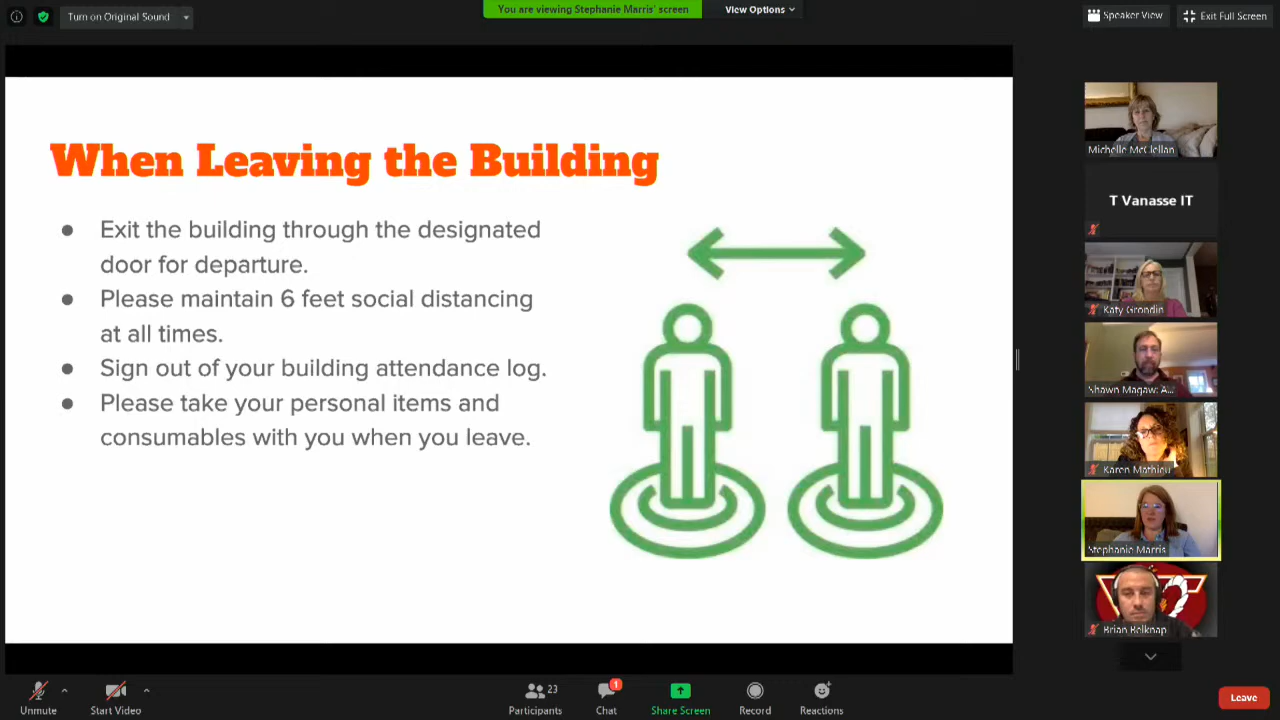 Turn on Original Sound
You are viewing Stephanie Marris' screen
View Options
Speaker View
Exit Full Screen
When Leaving the Building
Exit the building through the designated
door for departure.
Please maintain 6 feet social distancing
at all times.
Sign out of your building attendance log.
Please take your personal items and
consumables with you when you leave.
Michelle McClellan
T Vanasse IT
Katy Grondin
Shawn Magaw: A...
Karen Mathieu
Stephanie Marris
Brian Belknap
Unmute
Start Video
23
Participants
1
Chat
Share Screen
Record
Reactions
Leave